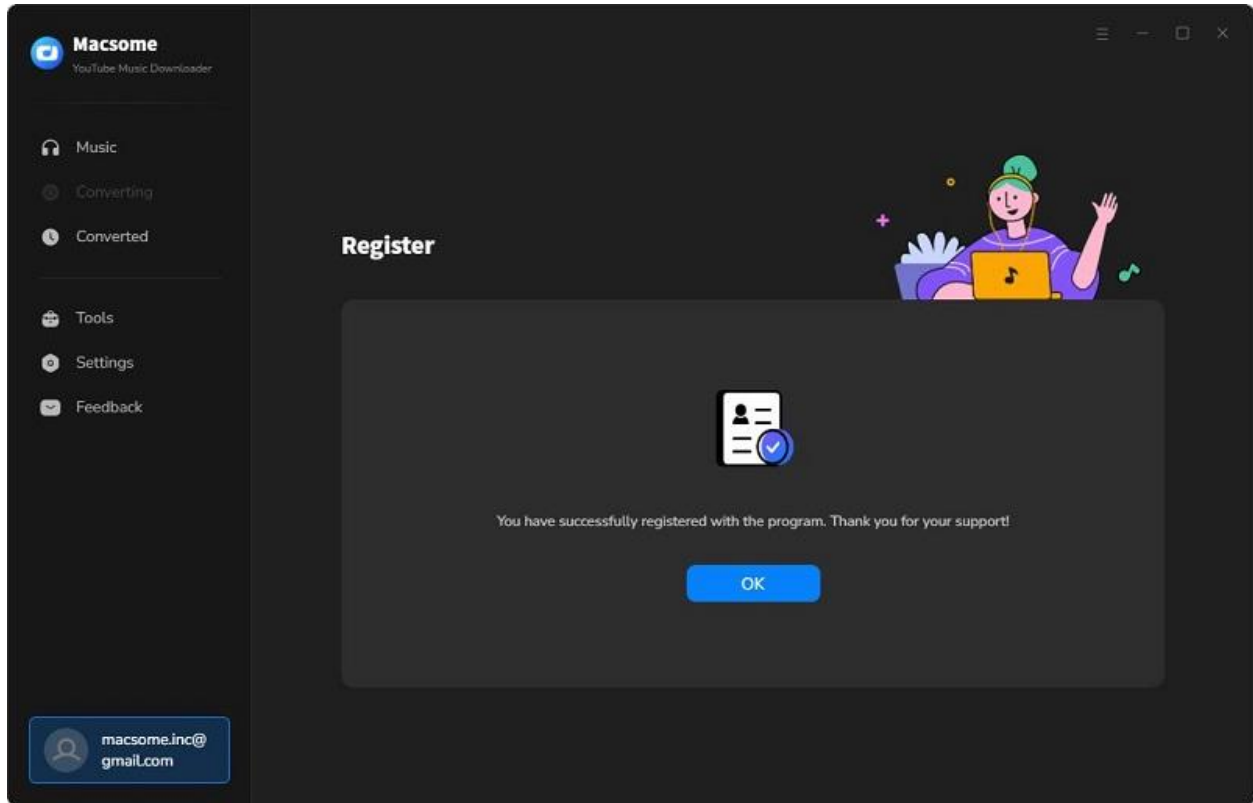 Macsome
YouTube Music Downloader
Music
Converting
Converted
Tools
Settings
Feedback
macsome.inc@
gmail.com
Register
You have successfully registered with the program. Thank you for your support!
OK